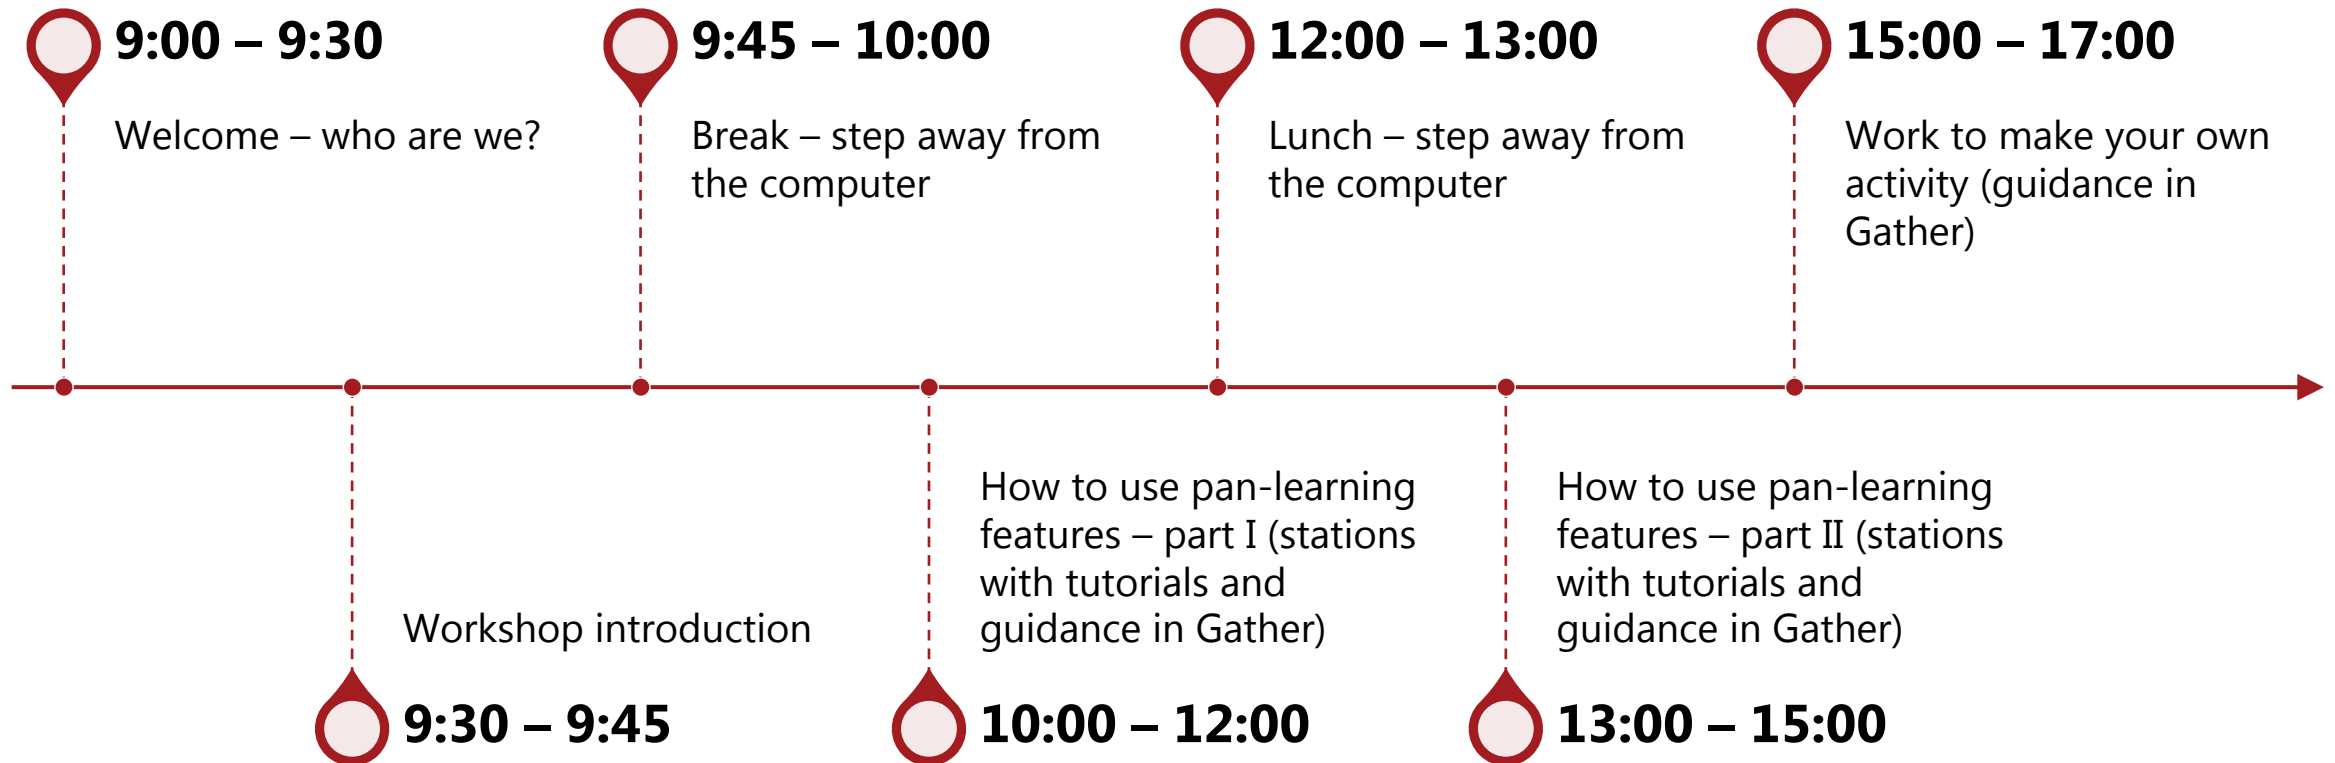 9:00 – 9:30
Welcome – who are we?
9:30 – 9:45
Workshop introduction
9:45 – 10:00
Break – step away from
the computer
10:00 – 12:00
How to use pan-learning
features – part I (stations
with tutorials and
guidance in Gather)
12:00 – 13:00
Lunch – step away from
the computer
13:00 – 15:00
How to use pan-learning
features – part II (stations
with tutorials and
guidance in Gather)
15:00 – 17:00
Work to make your own
activity (guidance in
Gather)